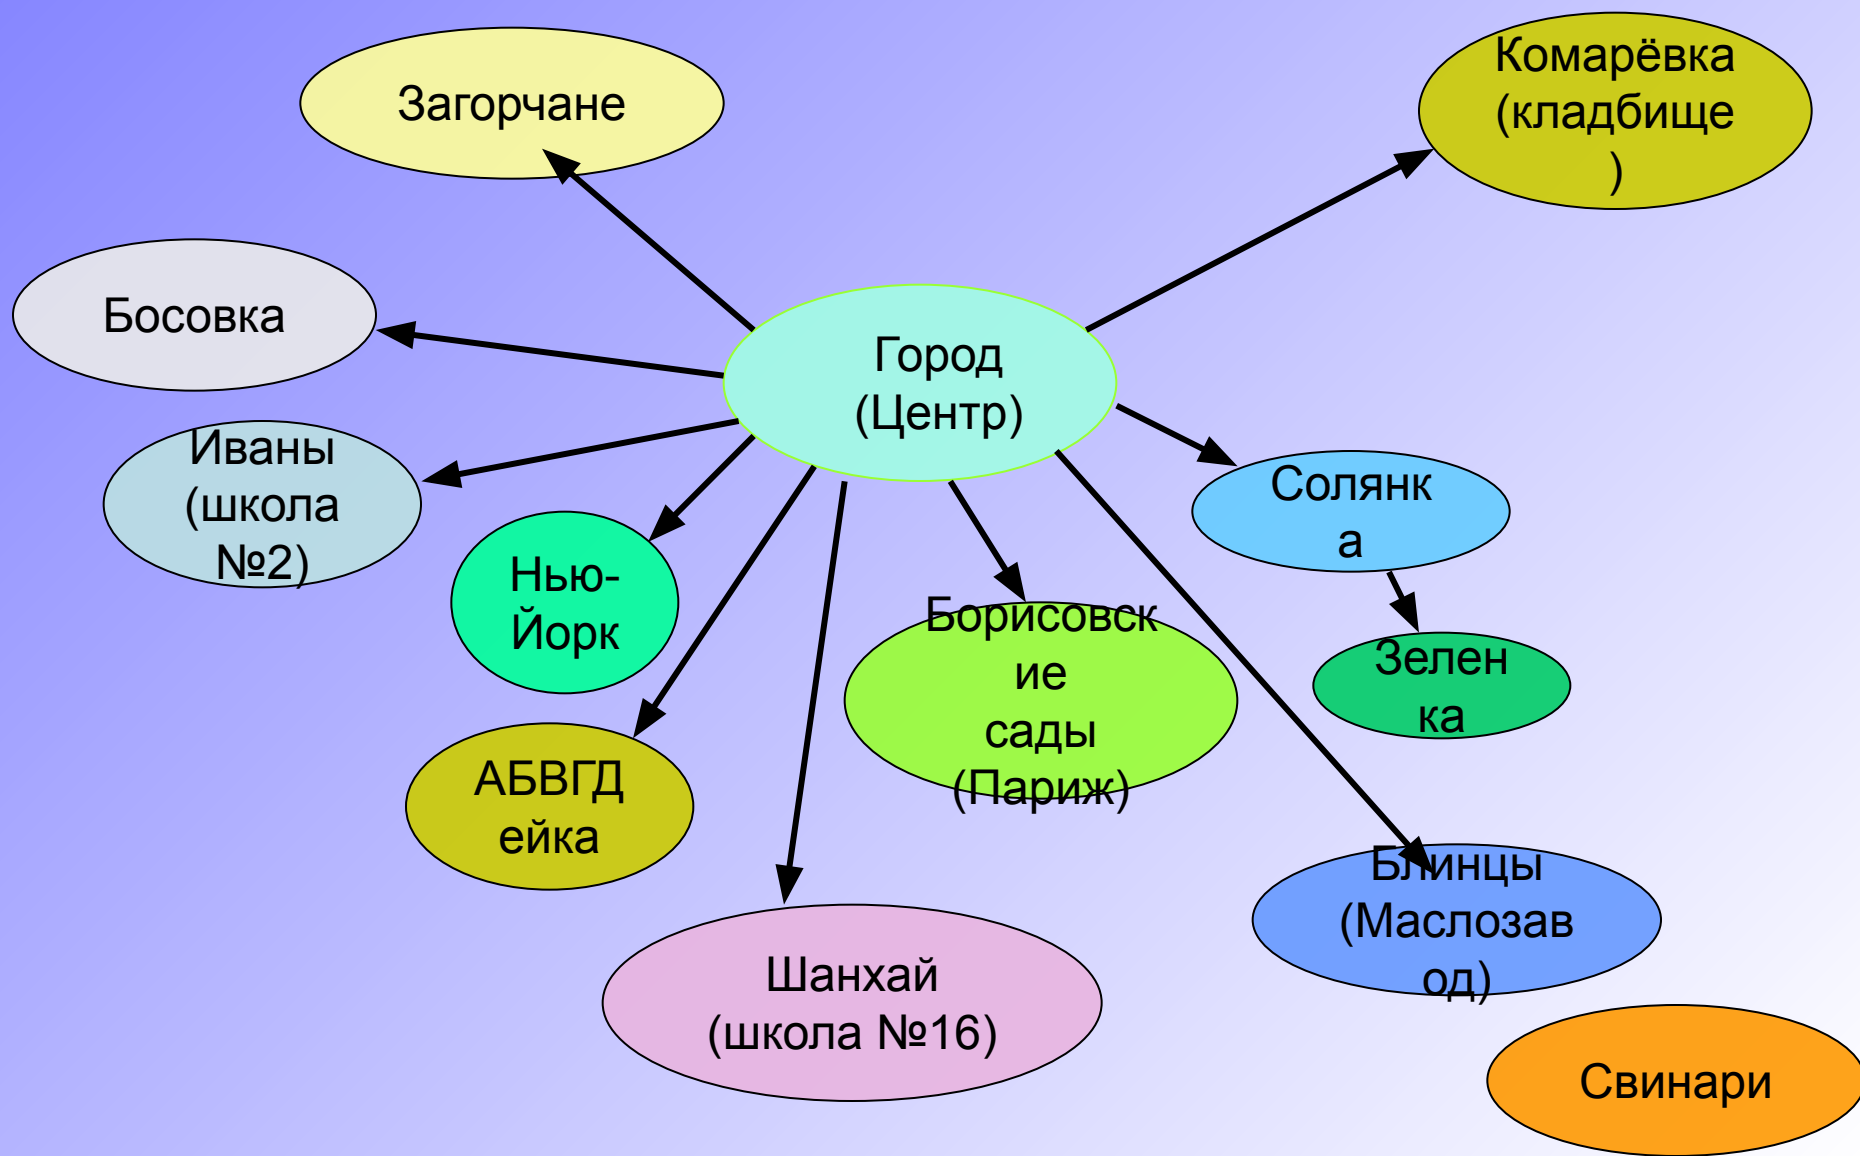 Загорчане
Комарёвка
(кладбище
)
Босовка
Город
(Центр)
Иваны
(школа
№2)
Солянк
а
Нью-
Йорк
Борисовск
ие
сады
(Париж)
Зелен
ка
АБВГД
ейка
Блинцы
(Маслозав
од)
Шанхай
(школа №16)
Свинари